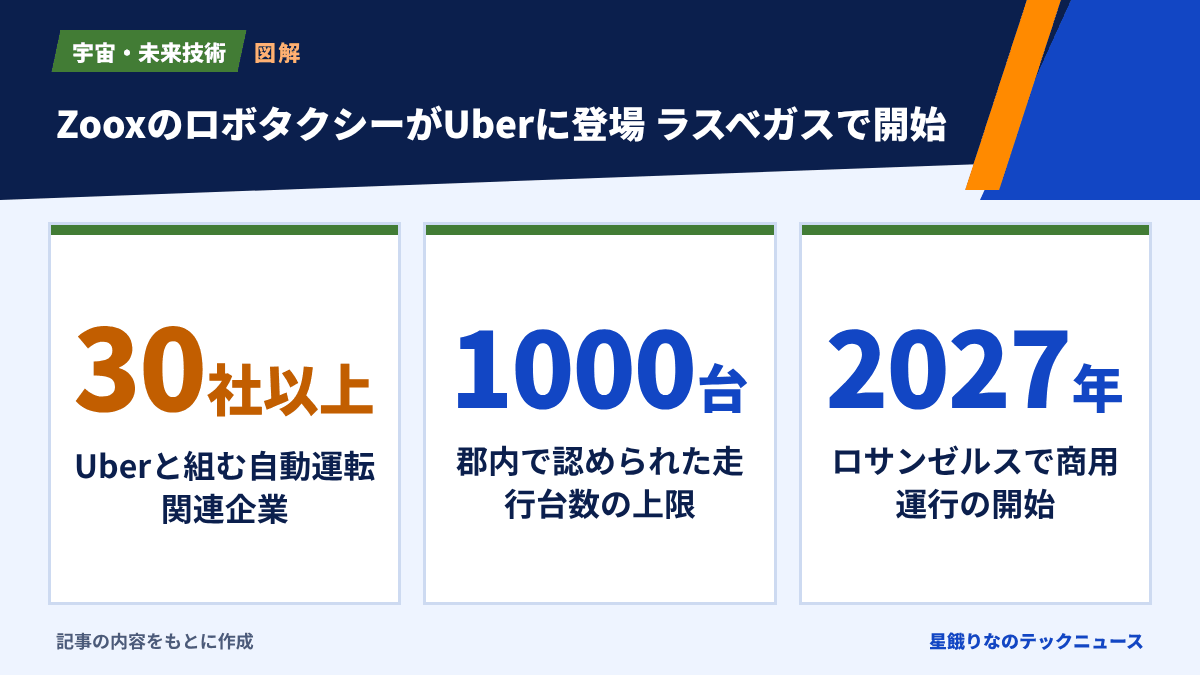 宇宙・未来技術 図解
ZooxのロボタクシーがUberに登場 ラスベガスで開始
30社以上
Uberと組む自動運転
関連企業
1000台
郡内で認められた走
行台数の上限
2027年
ロサンゼルスで商用
運行の開始
記事の内容をもとに作成
星餓りなのテックニュース